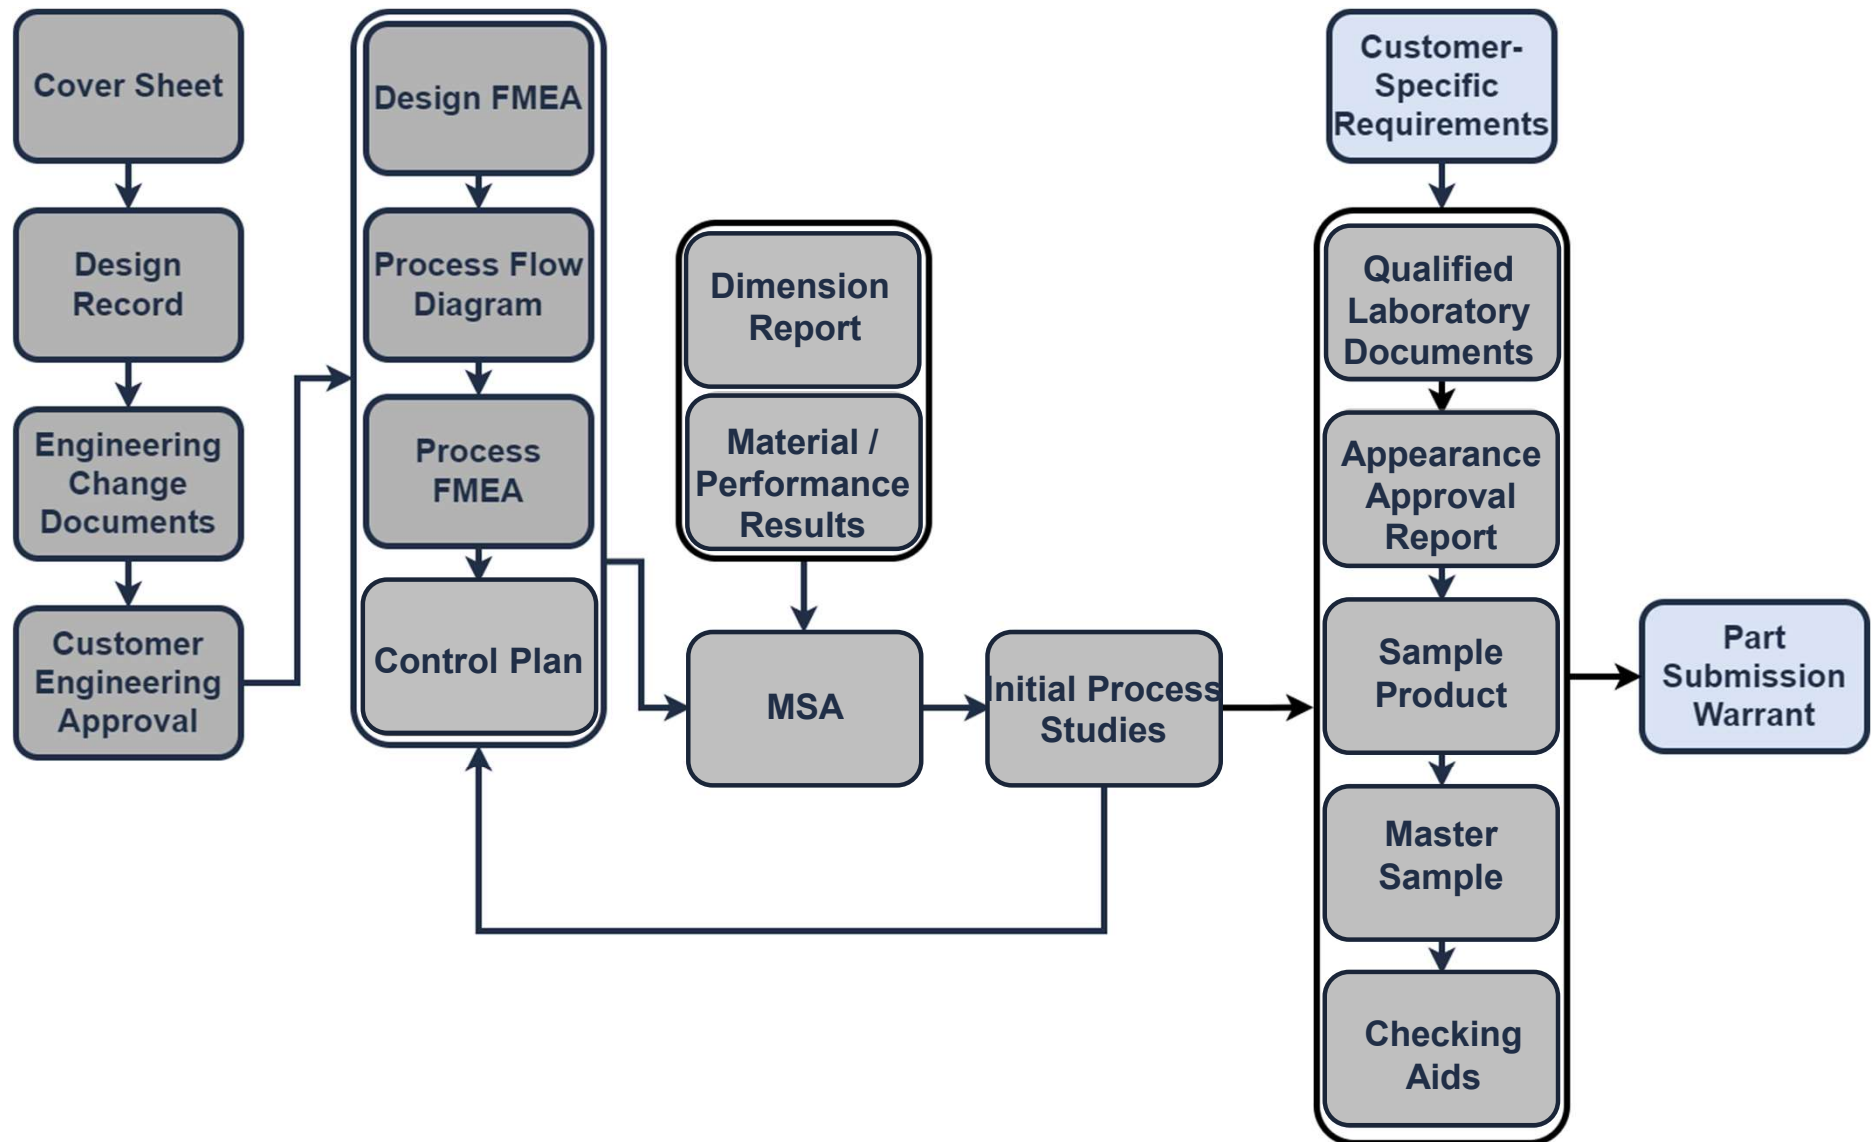 Cover Sheet
Design
Record
Engineering
Change
Documents
Customer
Engineering
Approval
Design FMEA
Process Flow
Diagram
Process
FMEA
Control Plan
Dimension
Report
Material /
Performance
Results
MSA
Initial Process
Studies
Customer-
Specific
Requirements
Qualified
Laboratory
Documents
Appearance
Approval
Report
Sample
Product
Master
Sample
Checking
Aids
Part
Submission
Warrant